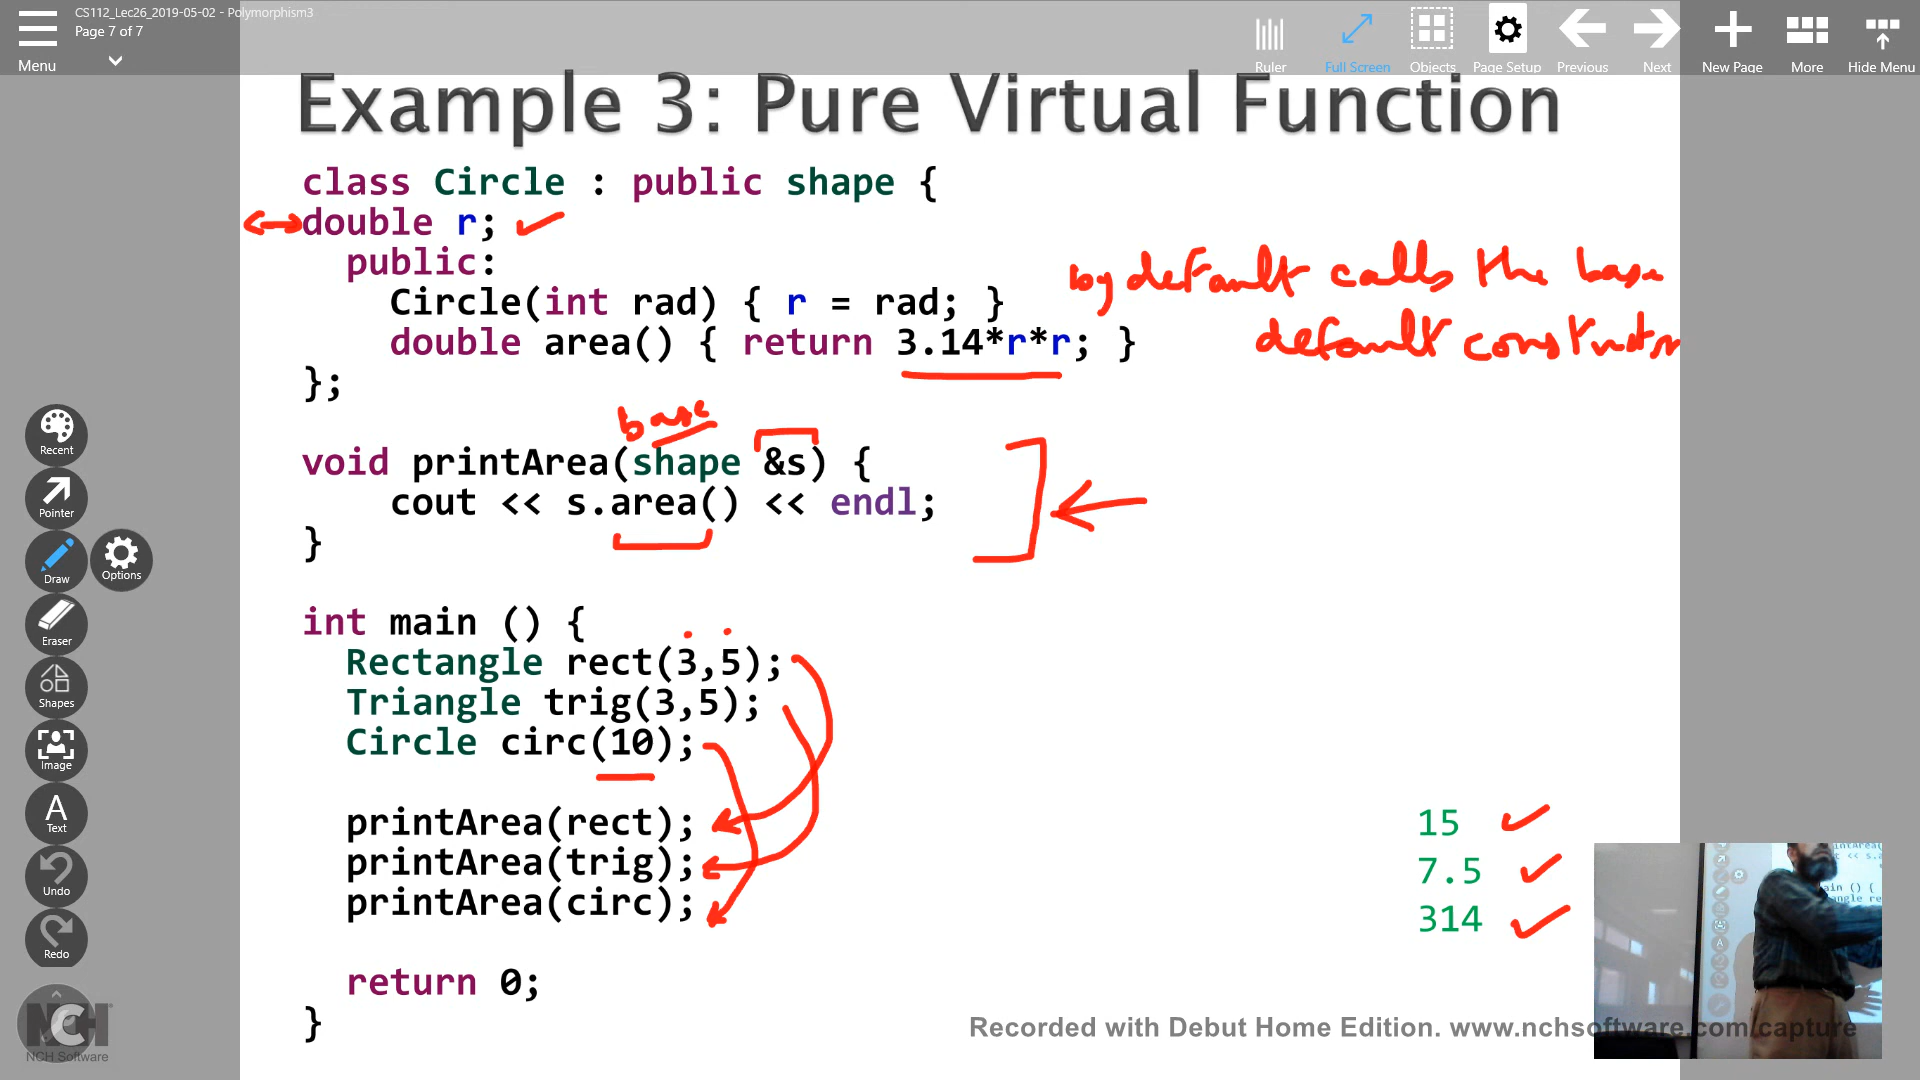 CS112_Lec26_2019-05-02 - Polymorphism3
Page 7 of 7
Menu
Ruler
Full Screen
Objects
Page Setup
Previous
Next
New Page
More
Hide Menu
Example 3: Pure Virtual Function
class Circle : public shape {
double r;
public:
Circle(int rad) { r = rad; }
double area() { return 3.14*r*r; }
};
by default calls the base
default constructor
base
void printArea(shape &s) {
cout << s.area() << endl;
}
int main () {
Rectangle rect(3,5);
Triangle trig(3,5);
Circle circ(10);
printArea(rect);
printArea(trig);
printArea(circ);
return 0;
}
15
7.5
314
Recent
Pointer
Draw
Options
Eraser
Shapes
Image
Text
Undo
Redo
NCH
NCH Software
Recorded with Debut Home Edition. www.nchsoftware.com/capture